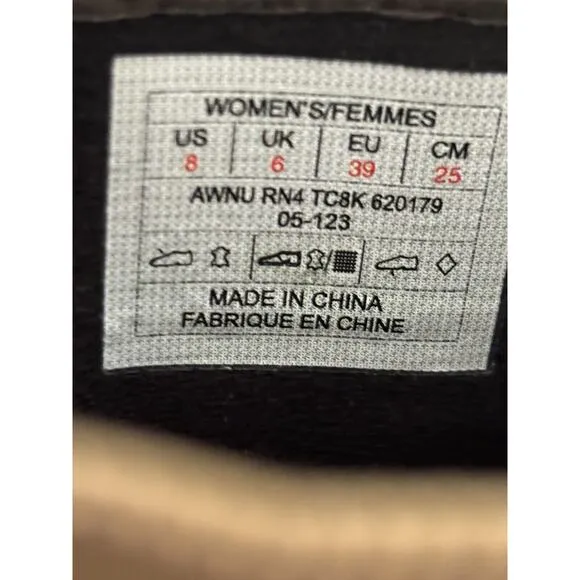 WOMEN'S/FEMMES
US UK EU CM
8 6 39 25
AWNU RN4 TC8K 620179
05-123
MADE IN CHINA
FABRIQUE EN CHINE